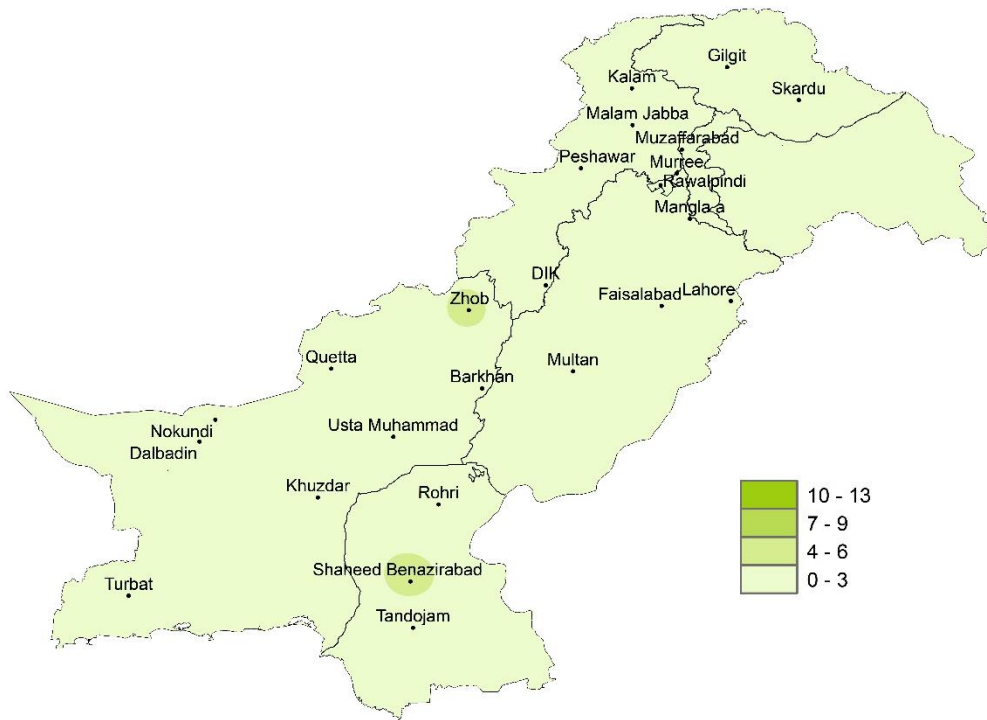 Gilgit
Kalam
Skardu
Malam Jabba
Muzaffarabad
Peshawar
Murree
Rawalpindi
Mangla a
DIK
Zhob
Faisalabad
Lahore
Quetta
Multan
Barkhan
Usta Muhammad
Nokundi
Dalbadin
Khuzdar
Rohri
10 - 13
7 - 9
4 - 6
0 - 3
Shaheed Benazirabad
Turbat
Tandojam